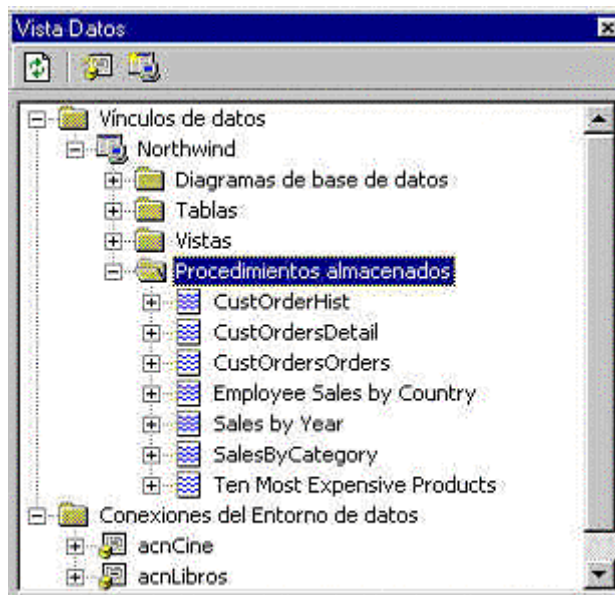 Vista Datos
Vínculos de datos
Northwind
Diagramas de base de datos
Tablas
Vistas
Procedimientos almacenados
CustOrderHist
CustOrdersDetail
CustOrdersOrders
Employee Sales by Country
Sales by Year
SalesByCategory
Ten Most Expensive Products
Conexiones del Entorno de datos
acnCine
acnLibros